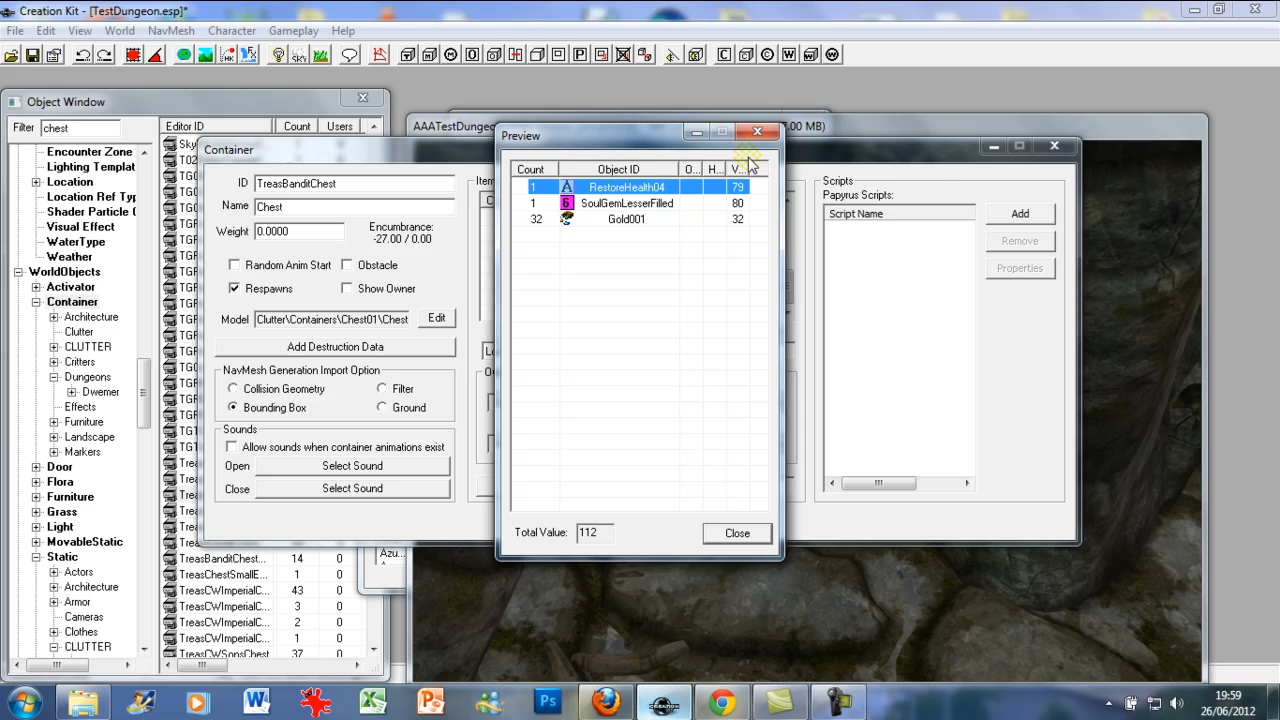 Creation Kit - [TestDungeon.esp]*
File Edit View World NavMesh Character Gameplay Help
Object Window
Filter chest
Editor ID Count Users
Encounter Zone
Lighting Templat
Location
Location Ref Typ
Shader Particle
Visual Effect
WaterType
Weather
WorldObjects
Activator
Container
Architecture
Clutter
CLUTTER
Critters
Dungeons
Dwemer
Effects
Furniture
Landscape
Markers
Door
Flora
Furniture
Grass
Light
MovableStatic
Static
Actors
Architecture
Armor
Cameras
Clothes
CLUTTER
TreasBanditChest... 14 0
TreasChestSmallE... 1 0
TreasCWImperialC... 43 0
TreasCWImperialC... 3 0
TreasCWImperialC... 2 0
TreasCWImperialC... 1 0
TreasCWSonsChest 37 0
AAATestDungeo
.00 MB)
Container
ID TreasBanditChest
Name Chest
Weight 0.0000 Encumbrance:
-27.00 / 0.00
Random Anim Start Obstacle
Respawns Show Owner
Model Clutter\Containers\Chest01\Chest Edit
Add Destruction Data
NavMesh Generation Import Option
Collision Geometry Filter
Bounding Box Ground
Sounds
Allow sounds when container animations exist
Open Select Sound
Close Select Sound
Azu...
Preview
Count Object ID O... H... V...
1 RestoreHealth04 79
1 SoulGemLesserFilled 80
32 Gold001 32
Total Value: 112 Close
Scripts
Papyrus Scripts:
Script Name
Add
Remove
Properties
19:59
26/06/2012